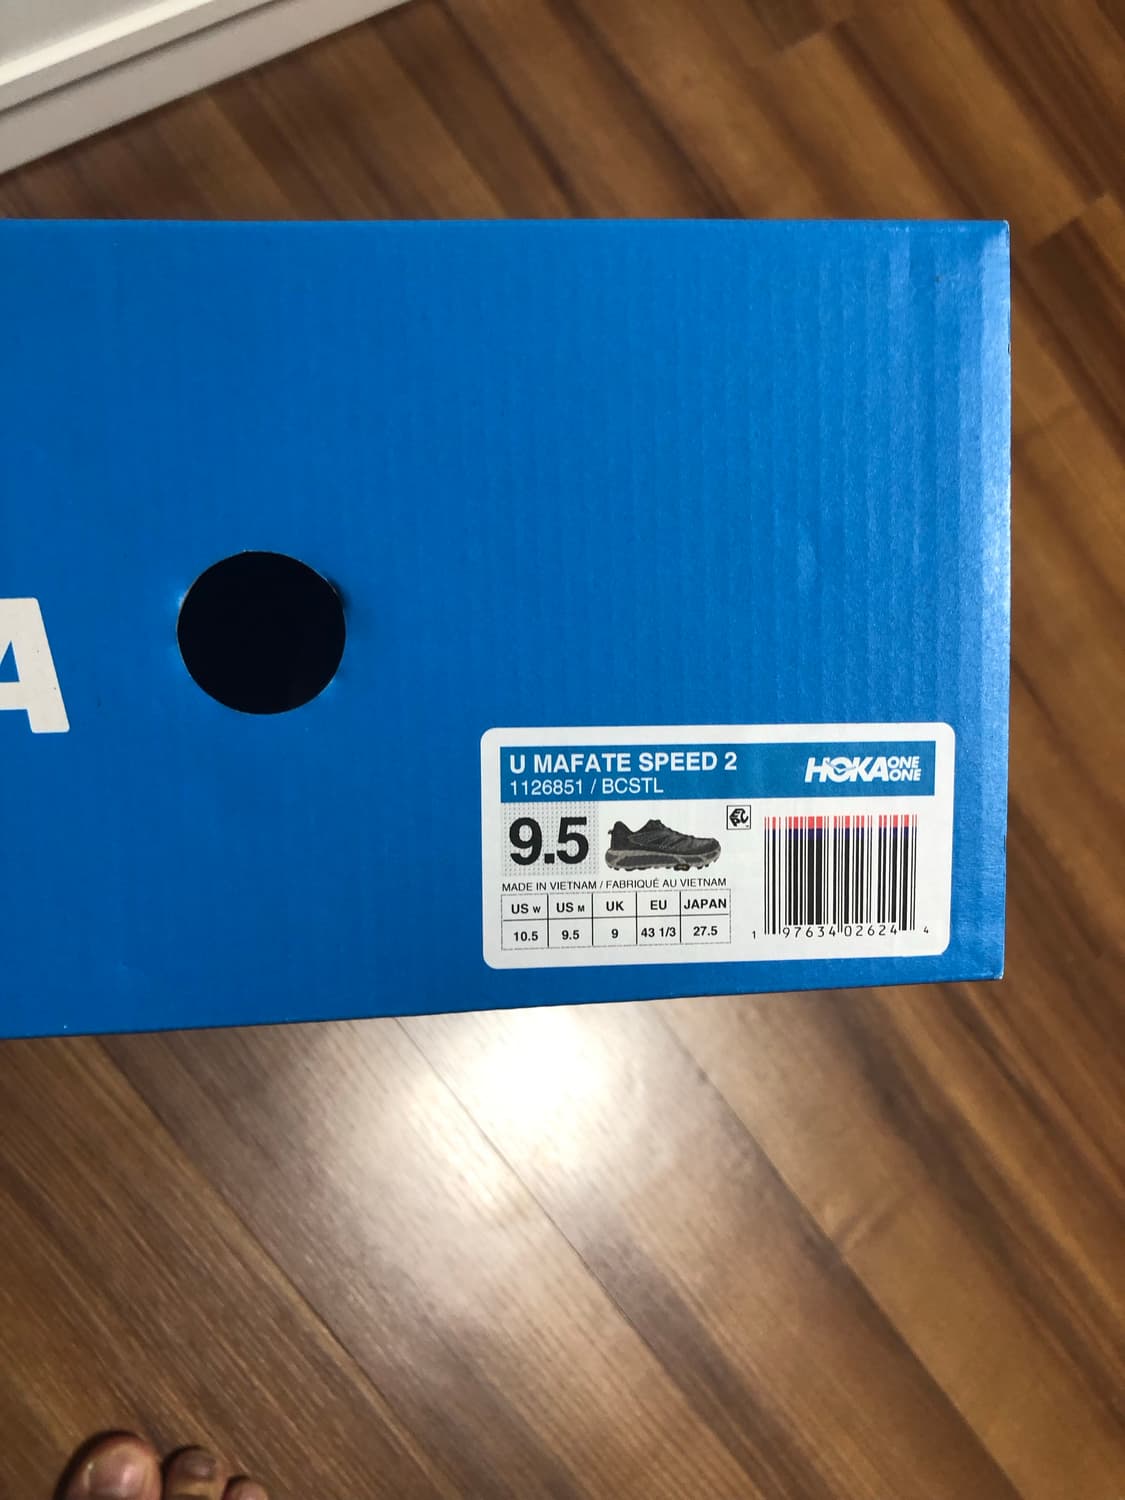 A
U MAFATE SPEED 2
1126851 / BCSTL
HOKA ONE ONE
9.5
MADE IN VIETNAM / FABRIQUÉ AU VIETNAM
US W US M UK EU JAPAN
10.5 9.5 9 43 1/3 27.5
1 97634 02624 4